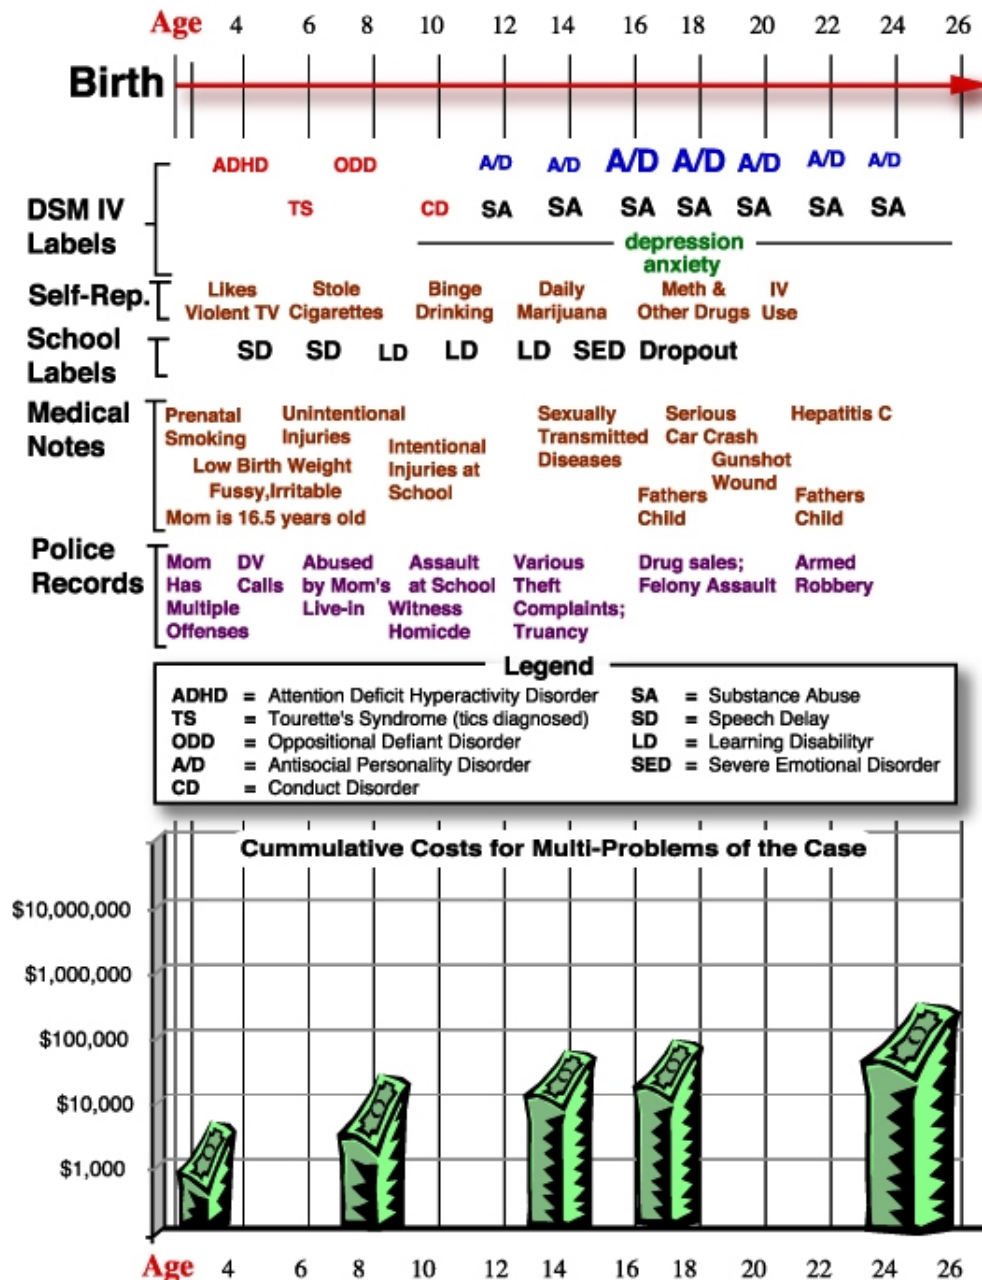 Age 4 6 8 10 12 14 16 18 20 22 24 26
Birth
ADHD ODD A/D A/D A/D A/D A/D A/D A/D
DSM IV
Labels
TS CD SA SA SA SA SA SA SA
depression
anxiety
Self-Rep.
Likes
Violent TV
Stole
Cigarettes
Binge
Drinking
Daily
Marijuana
Meth &
Other Drugs
IV
Use
School
Labels
SD SD LD LD LD SED Dropout
Medical
Notes
Prenatal
Smoking
Unintentional
Injuries
Low Birth Weight
Fussy,Irritable
Mom is 16.5 years old
Intentional
Injuries at
School
Sexually
Transmitted
Diseases
Serious
Car Crash
Gunshot
Wound
Fathers
Child
Hepatitis C
Fathers
Child
Police
Records
Mom
Has
Multiple
Offenses
DV
Calls
Abused
by Mom's
Live-in
Assault
at School
Witness
Homicde
Various
Theft
Complaints;
Truancy
Drug sales;
Felony Assault
Armed
Robbery
Legend
ADHD = Attention Deficit Hyperactivity Disorder
TS = Tourette's Syndrome (tics diagnosed)
ODD = Oppositional Defiant Disorder
A/D = Antisocial Personality Disorder
CD = Conduct Disorder
SA = Substance Abuse
SD = Speech Delay
LD = Learning Disabilityr
SED = Severe Emotional Disorder
Cummulative Costs for Multi-Problems of the Case
$10,000,000
$1,000,000
$100,000
$10,000
$1,000
Age 4 6 8 10 12 14 16 18 20 22 24 26